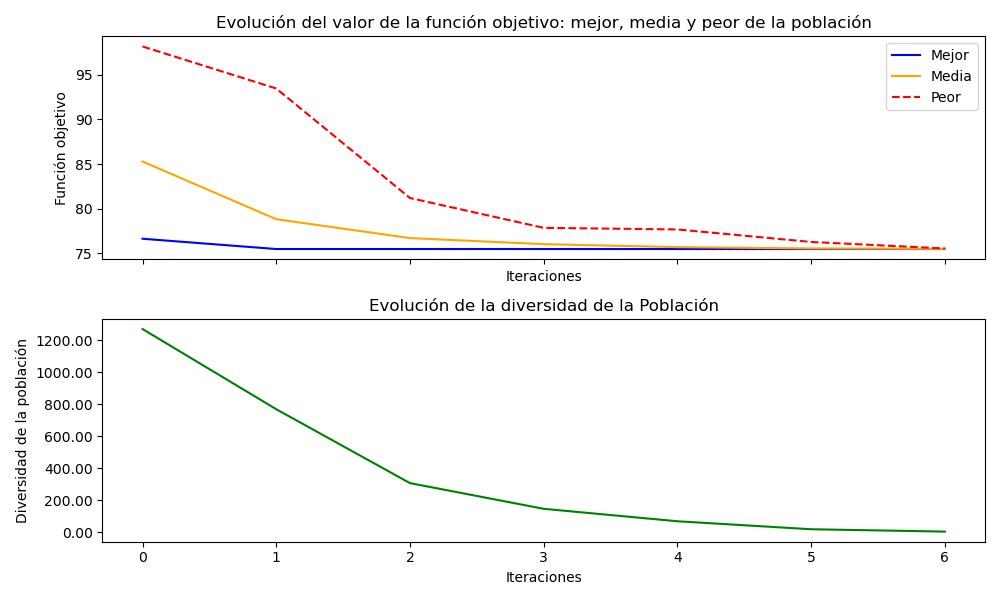 Evolución del valor de la función objetivo: mejor, media y peor de la población
Función objetivo
95
90
85
80
75
Mejor
Media
Peor
Iteraciones
Evolución de la diversidad de la Población
Diversidad de la población
1200.00
1000.00
800.00
600.00
400.00
200.00
0.00
0 1 2 3 4 5 6
Iteraciones